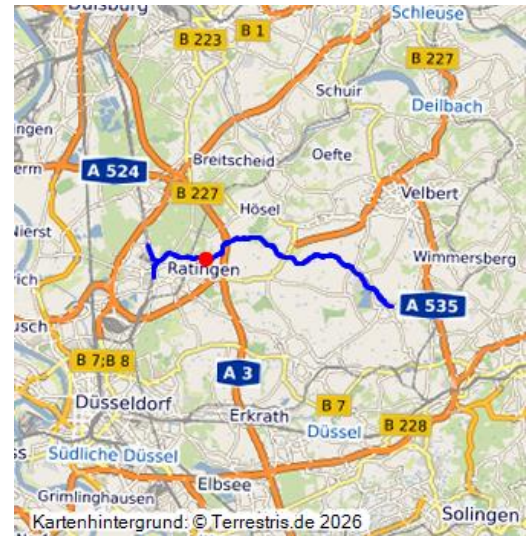 Duisburg
Schleuse
B 223
B 1
B 227
Schuir
Deilbach
ingen
Breitscheid
Oefte
erm
A 524
B 227
Velbert
Hösel
Nierst
Wimmersberg
Ratingen
rich
A 535
usch
B 7;B 8
A 3
Düsseldorf
B 7
Erkrath
B 228
Düssel
Südliche Düssel
ss
Elbsee
Grimlinghausen
Solingen
Kartenhintergrund: © Terrestris.de 2026